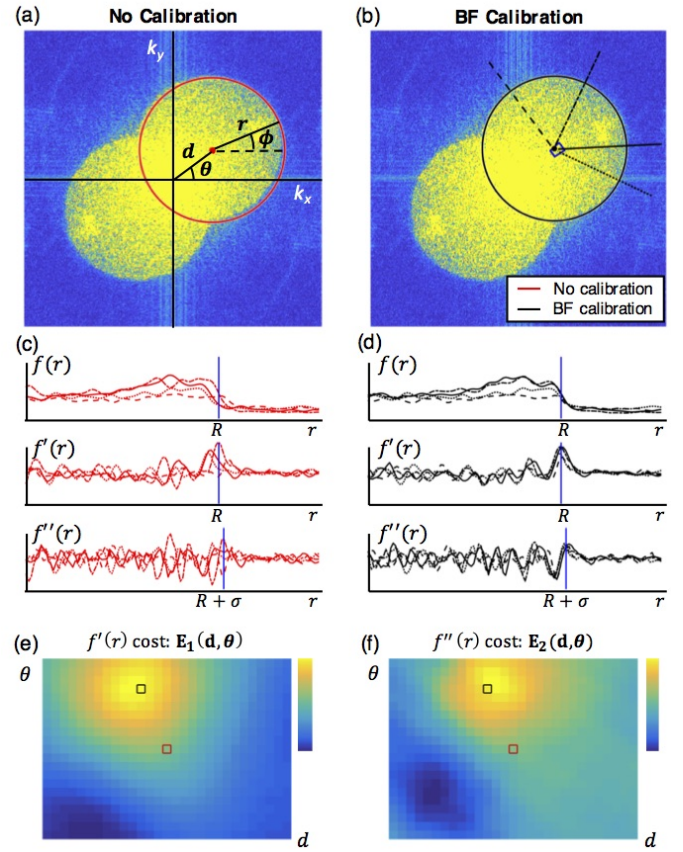 (a) No Calibration
k_y
r
ϕ
d
θ
k_x
(b) BF Calibration
No calibration
BF calibration
(c)
f(r)
R r
f′(r)
R r
f′′(r)
R + σ r
(d)
f(r)
R r
f′(r)
R r
f′′(r)
R + σ r
(e) f′(r) cost: E₁(d,θ)
θ
d
(f) f′′(r) cost: E₂(d,θ)
θ
d